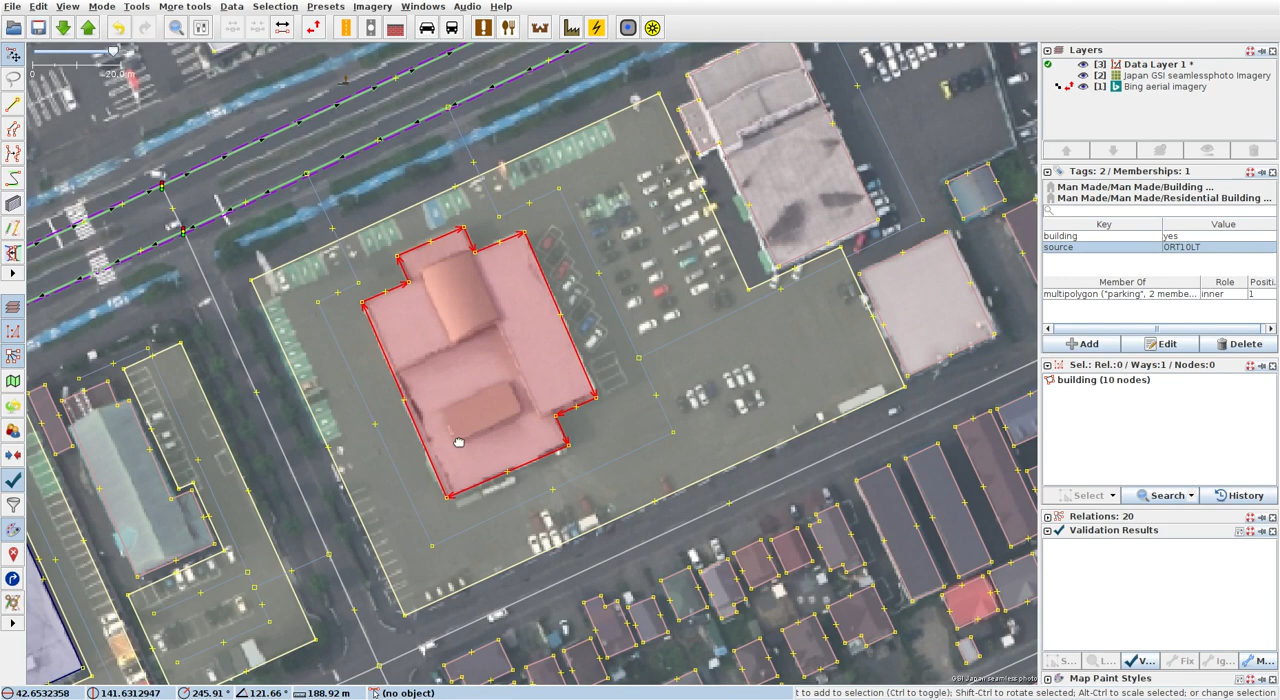 File Edit View Mode Tools More tools Data Selection Presets Imagery Windows Audio Help
0 -20.0 m
Layers
[3] Data Layer 1 *
[2] Japan GSI seamlessphoto Imagery
[1] Bing aerial imagery
Tags: 2 / Memberships: 1
Man Made/Man Made/Building ...
Man Made/Man Made/Residential Building ...
Key Value
building yes
source ORT10LT
Member Of Role Positi...
multipolygon ("parking", 2 membe... inner 1
Add Edit Delete
Sel.: Rel.:0 / Ways:1 / Nodes:0
building (10 nodes)
Select Search History
Relations: 20
Validation Results
S... L... V... Fix Ig... M...
Map Paint Styles
GSI Japan seamless photo
42.6532358 141.6312947 245.91 ° 121.66 ° 188.92 m (no object) t to add to selection (Ctrl to toggle); Shift-Ctrl to rotate selected; Alt-Ctrl to scale selected; or change selection